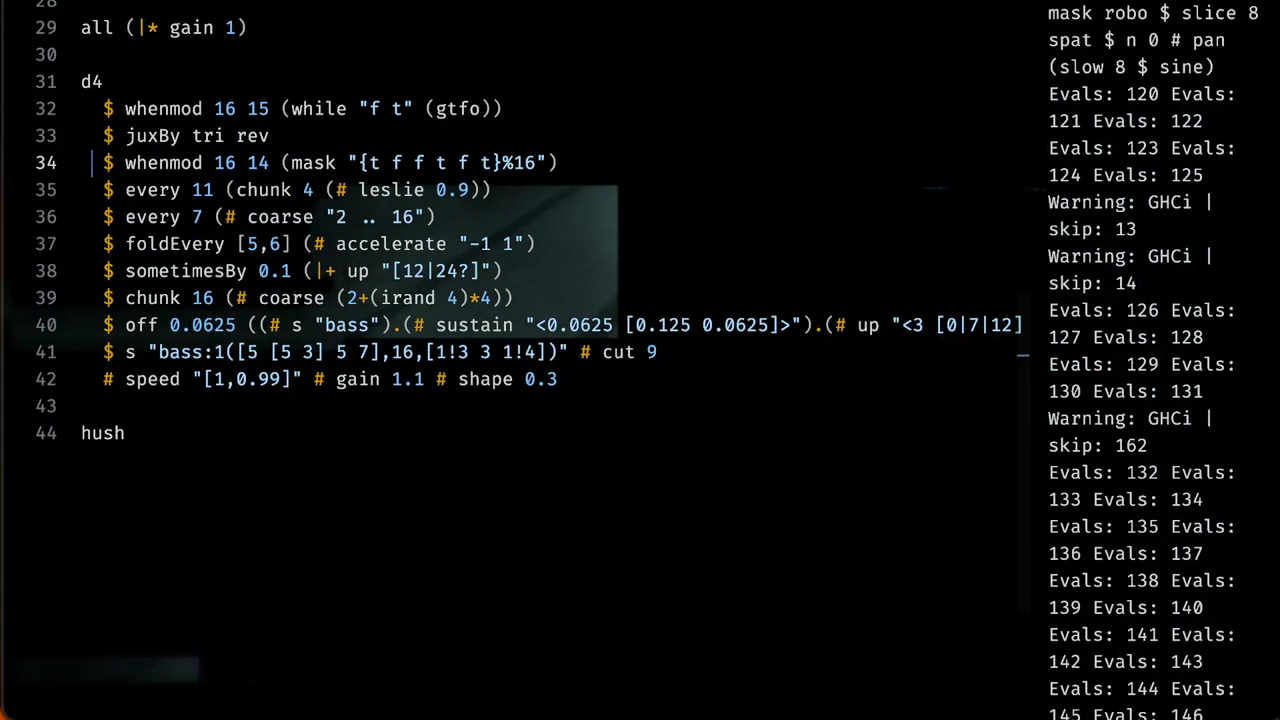 28
29 all (|* gain 1)
30
31 d4
32 $ whenmod 16 15 (while "f t" (gtfo))
33 $ juxBy tri rev
34 $ whenmod 16 14 (mask "{t f f t f t}%16")
35 $ every 11 (chunk 4 (# leslie 0.9))
36 $ every 7 (# coarse "2 .. 16")
37 $ foldEvery [5,6] (# accelerate "-1 1")
38 $ sometimesBy 0.1 (|+ up "[12|24?]")
39 $ chunk 16 (# coarse (2+(irand 4)*4))
40 $ off 0.0625 ((# s "bass").(# sustain "<0.0625 [0.125 0.0625]>").(# up "<3 [0|7|12]
41 $ s "bass:1([5 [5 3] 5 7],16,[1!3 3 1!4])" # cut 9
42 # speed "[1,0.99]" # gain 1.1 # shape 0.3
43
44 hush
mask robo $ slice 8
spat $ n 0 # pan
(slow 8 $ sine)
Evals: 120 Evals:
121 Evals: 122
Evals: 123 Evals:
124 Evals: 125
Warning: GHCi |
skip: 13
Warning: GHCi |
skip: 14
Evals: 126 Evals:
127 Evals: 128
Evals: 129 Evals:
130 Evals: 131
Warning: GHCi |
skip: 162
Evals: 132 Evals:
133 Evals: 134
Evals: 135 Evals:
136 Evals: 137
Evals: 138 Evals:
139 Evals: 140
Evals: 141 Evals:
142 Evals: 143
Evals: 144 Evals:
145 Evals: 146